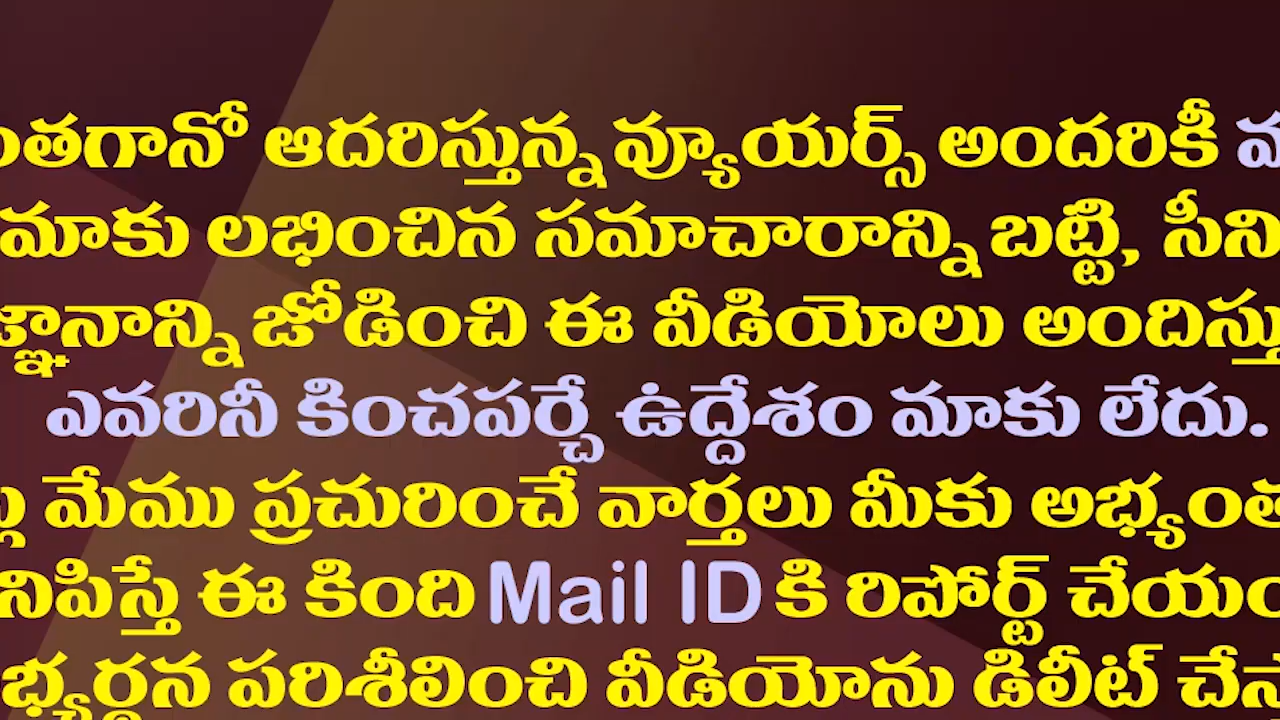 ఆదరిస్తున్న వ్యూయర్స్ అందరికీ
మాకు లభించిన సమాచారాన్ని బట్టి,
జోడించి ఈ వీడియోలు
ఎవరినీ కించపర్చే ఉద్దేశం మాకు లేదు.
మేము ప్రచురించే వార్తలు మీకు
ఈ కింది Mail ID కి రిపోర్ట్
పరిశీలించి వీడియోను డిలీట్